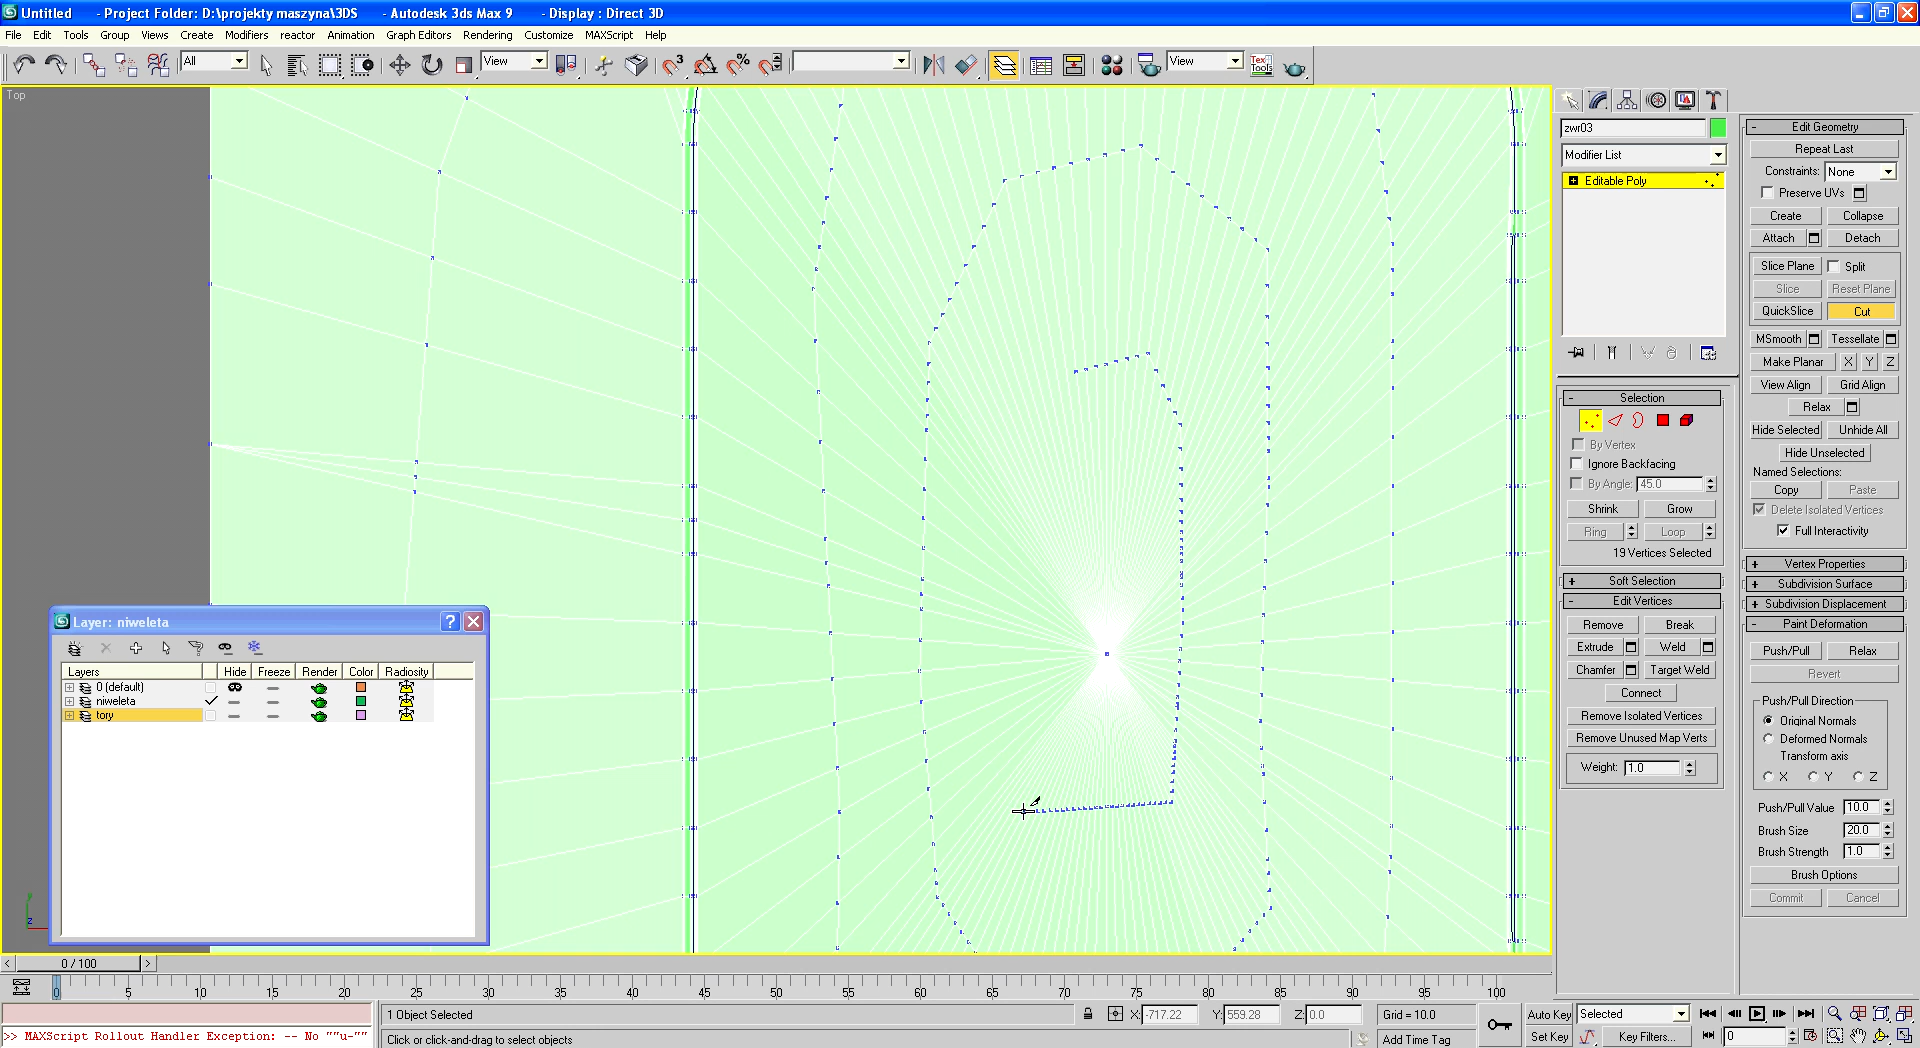 Untitled - Project Folder: D:\projekty maszyna\3DS - Autodesk 3ds Max 9 - Display : Direct 3D
File Edit Tools Group Views Create Modifiers reactor Animation Graph Editors Rendering Customize MAXScript Help
All View View
Top
zwr03
Modifier List
Editable Poly
Selection
By Vertex
Ignore Backfacing
By Angle: 45.0
Shrink Grow
Ring Loop
19 Vertices Selected
Soft Selection
Edit Vertices
Remove Break
Extrude Weld
Chamfer Target Weld
Connect
Remove Isolated Vertices
Remove Unused Map Verts
Weight: 1.0
Edit Geometry
Repeat Last
Constraints: None
Preserve UVs
Create Collapse
Attach Detach
Slice Plane Split
Slice Reset Plane
QuickSlice Cut
MSmooth Tessellate
Make Planar X Y Z
View Align Grid Align
Relax
Hide Selected Unhide All
Hide Unselected
Named Selections:
Copy Paste
Delete Isolated Vertices
Full Interactivity
Vertex Properties
Subdivision Surface
Subdivision Displacement
Paint Deformation
Push/Pull Relax
Revert
Push/Pull Direction
Original Normals
Deformed Normals
Transform axis
X Y Z
Push/Pull Value 10.0
Brush Size 20.0
Brush Strength 1.0
Brush Options
Commit Cancel
Layer: niweleta
Layers Hide Freeze Render Color Radiosity
0 (default)
niweleta
tory
y
z
0 / 100
0 5 10 15 20 25 30 35 40 45 50 55 60 65 70 75 80 85 90 95 100
1 Object Selected X: -717.22 Y: 559.28 Z: 0.0 Grid = 10.0 Auto Key Selected
>> MAXScript Rollout Handler Exception: -- No ""u-"" Click or click-and-drag to select objects Add Time Tag Set Key Key Filters... 0